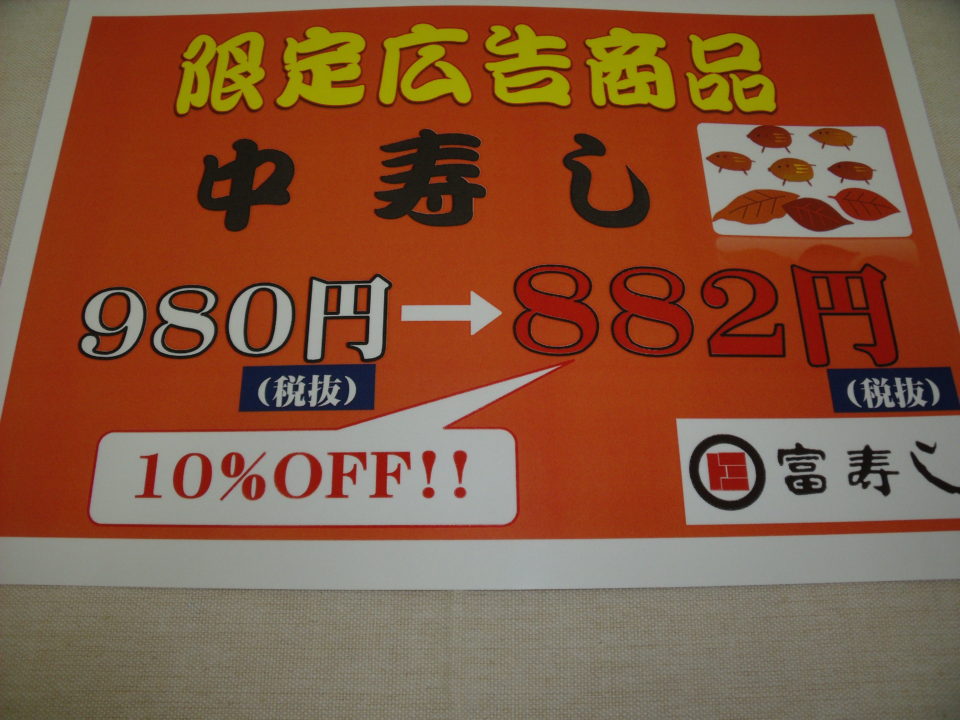 限定広告商品
中寿し
980円→882円
(税抜)
(税抜)
10%OFF!!
富寿し